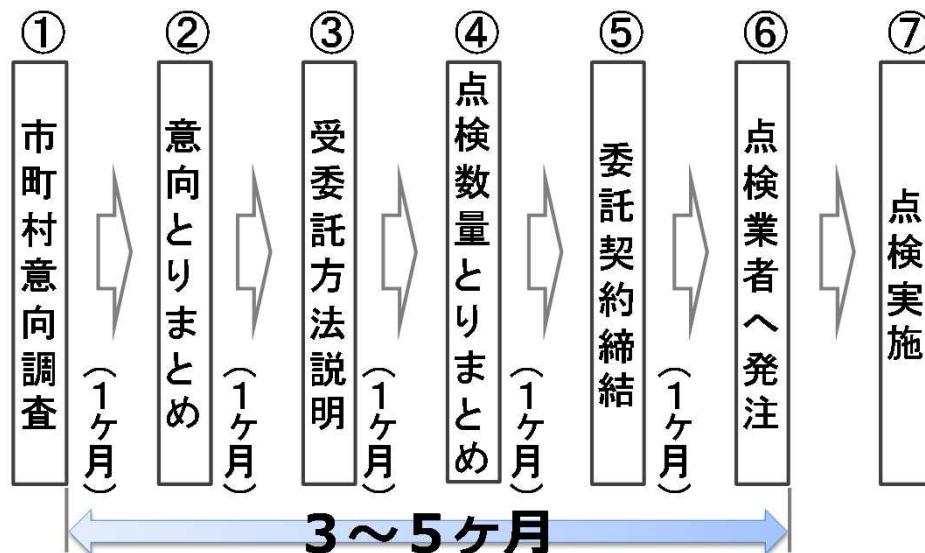 ①
市町村意向調査
(1ヶ月)
②
意向とりまとめ
(1ヶ月)
③
受委託方法説明
(1ヶ月)
④
点検数量とりまとめ
(1ヶ月)
⑤
委託契約締結
(1ヶ月)
⑥
点検業者へ発注
⑦
点検実施
3～5ヶ月